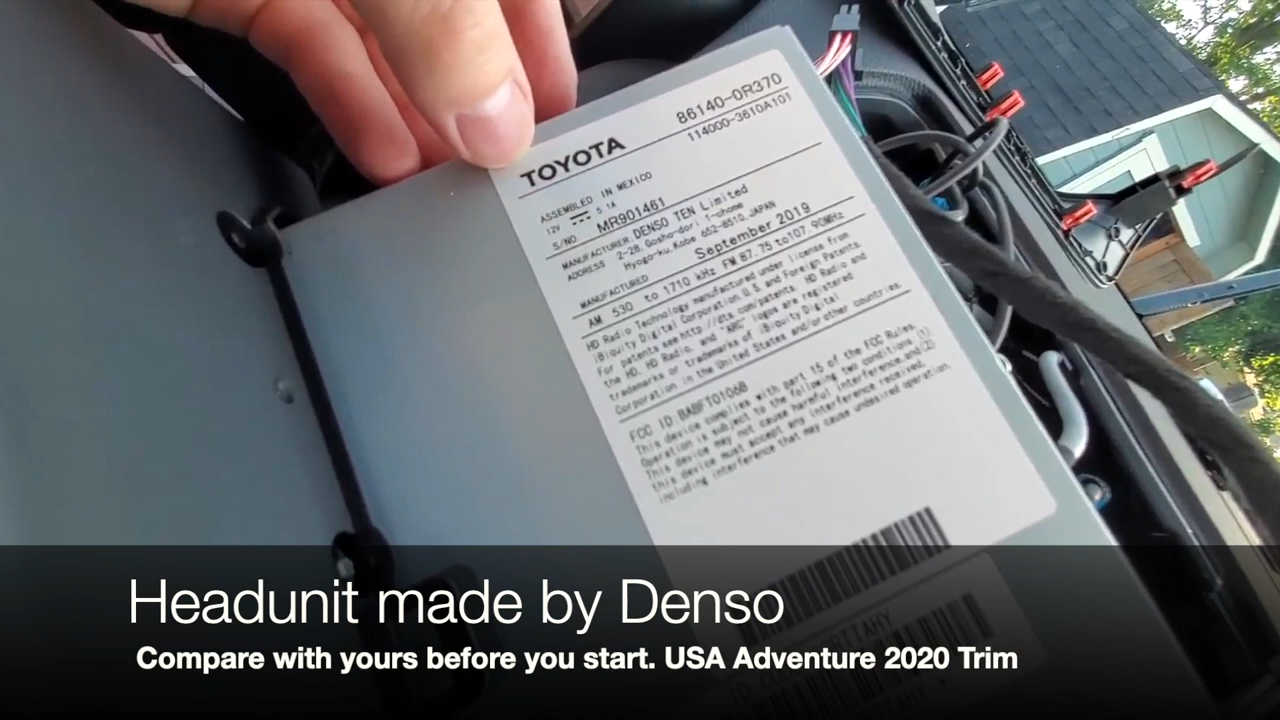 TOYOTA
86140-0R370
114000-3610A101
ASSEMBLED IN MEXICO
12V 5.1A
S/NO. MR901461
MANUFACTURER DENSO TEN Limited
ADDRESS 2-28, Gosho-dori 1-chome
Hyogo-ku, Kobe 652-8510, JAPAN
MANUFACTURED September 2019
AM 530 to 1710 kHz FM 87.75 to 107.90MHz
HD Radio Technology manufactured under license from
iBiquity Digital Corporation U.S. and Foreign Patents.
For patents see http://dts.com/patents. HD Radio and
the HD, HD Radio, and "ARC" logos are registered
trademarks or trademarks of iBiquity Digital
Corporation in the United States and/or other countries.
FCC ID:BABFT0106B
This device complies with part 15 of the FCC Rules.
Operation is subject to the following two conditions.(1)
This device may not cause harmful interference,and(2)
this device must accept any interference received,
including interference that may cause undesired operation.
Headunit made by Denso
Compare with yours before you start. USA Adventure 2020 Trim